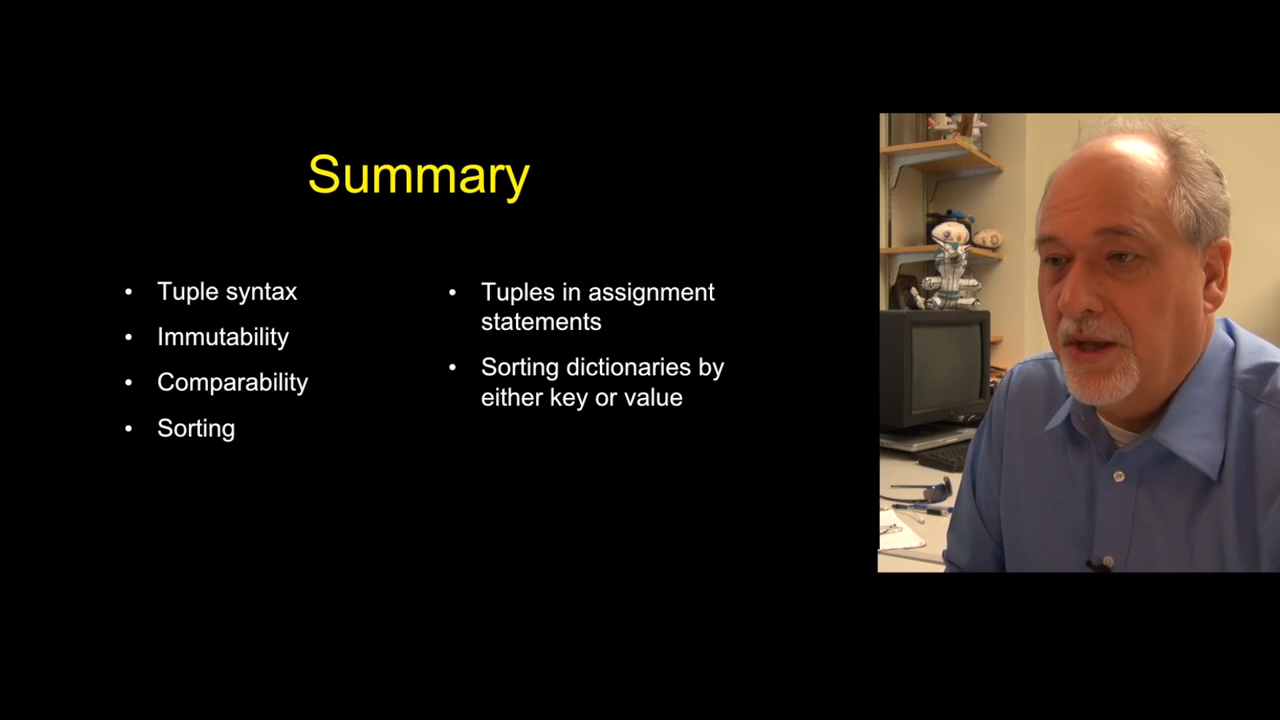 Summary
• Tuple syntax
• Immutability
• Comparability
• Sorting
• Tuples in assignment
statements
• Sorting dictionaries by
either key or value